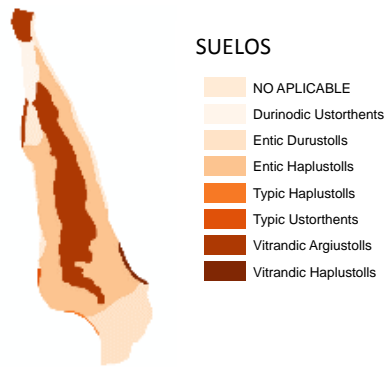 SUELOS
NO APLICABLE
Durinodic Ustorthents
Entic Durustolls
Entic Haplustolls
Typic Haplustolls
Typic Ustorthents
Vitrandic Argiustolls
Vitrandic Haplustolls